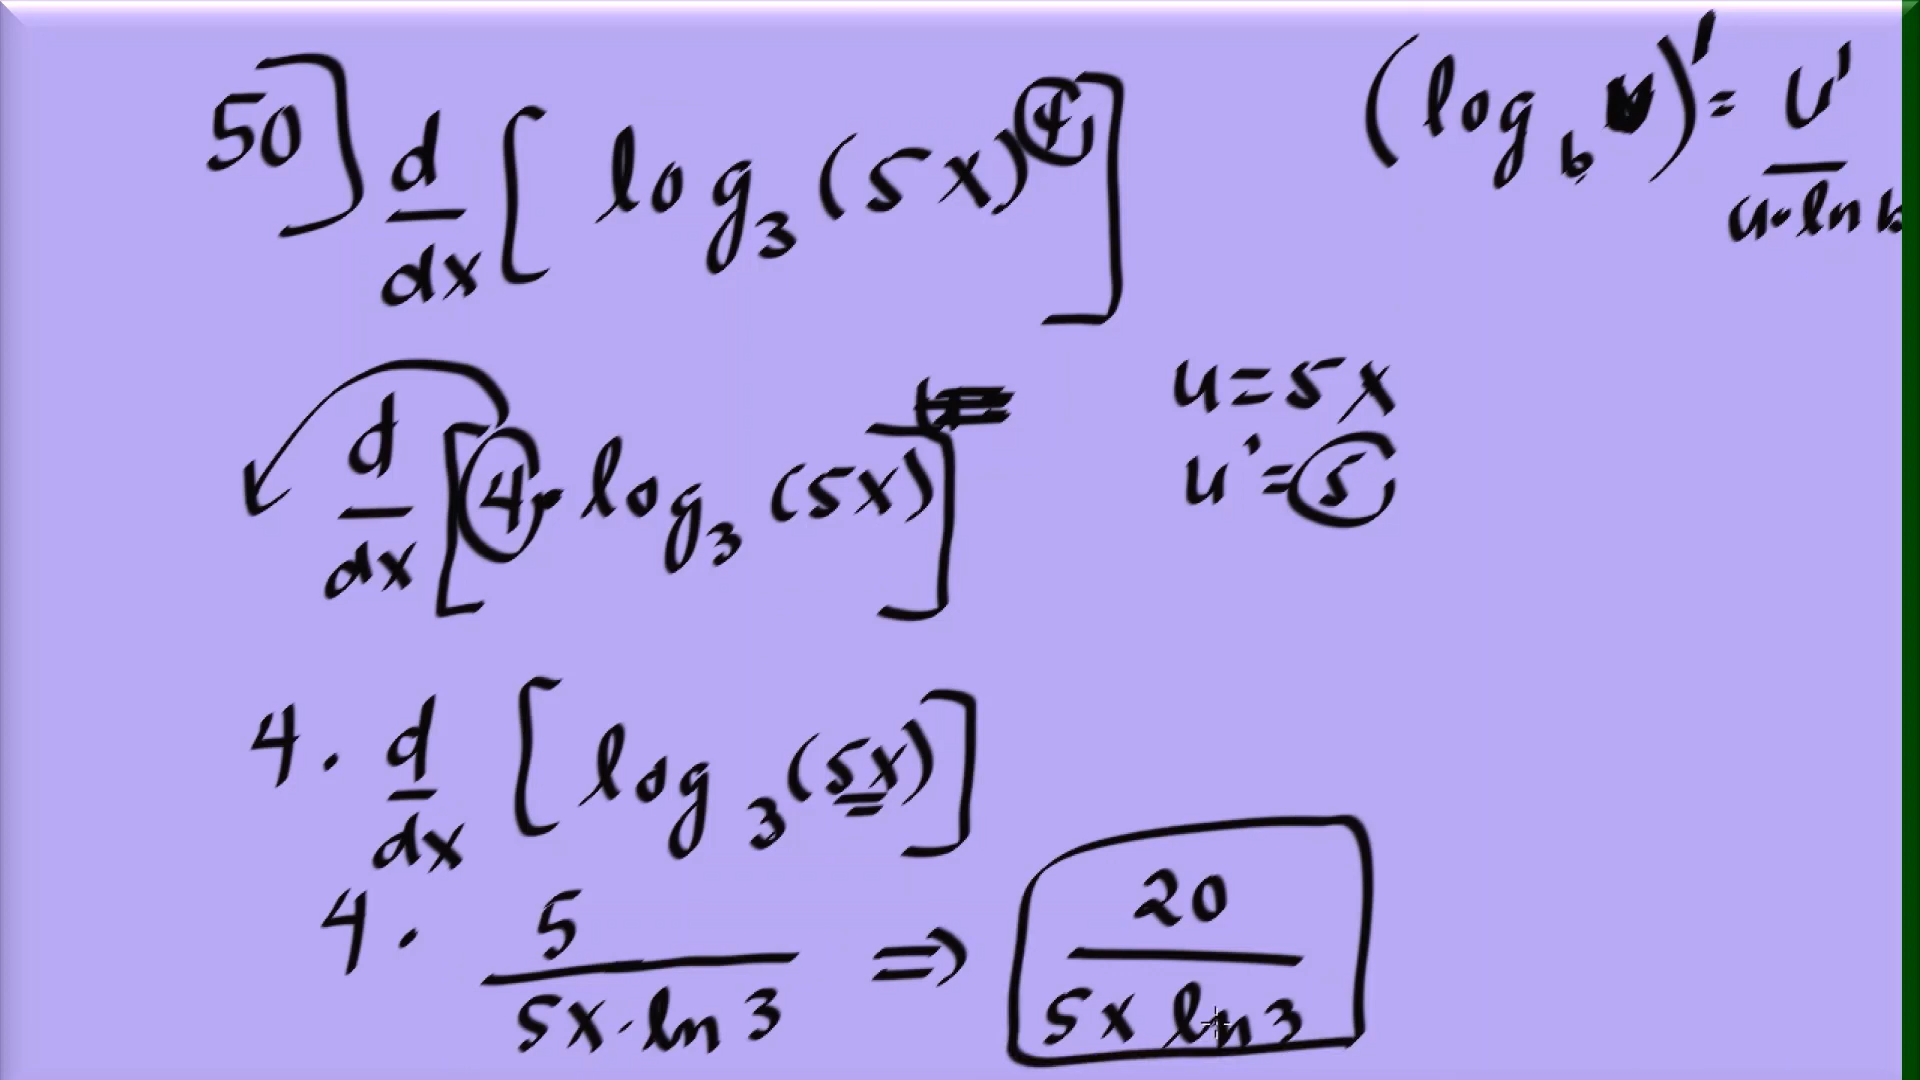 50] d/dx [log₃(5x)⁴]
(log_b u)' = u'/(u·ln b)
d/dx [4·log₃(5x)]
u=5x
u'=5
4·d/dx [log₃(5x)]
4·5/(5x·ln 3) ⇒ 20/(5x ln 3)